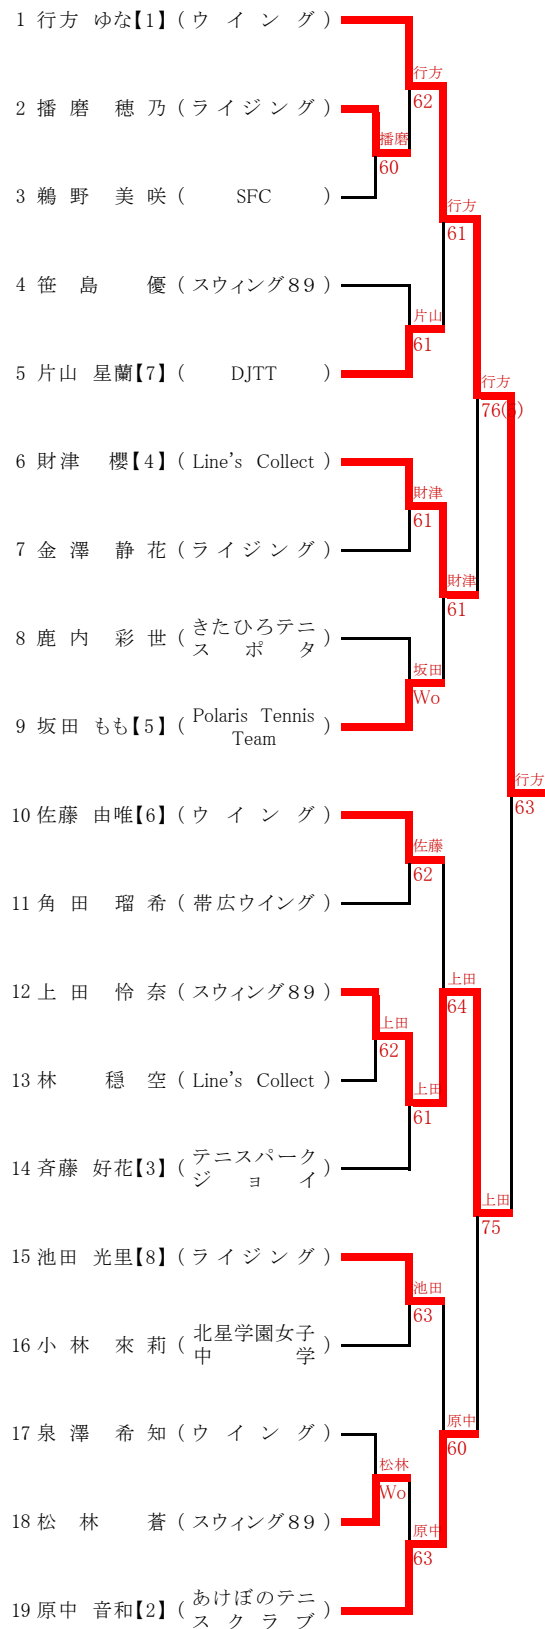 1 行方 ゆな【1】 ( ウイング )
行方
62
2 播磨 穂乃 ( ライジング )
播磨
60
3 鵜野 美咲 ( SFC )
行方
61
4 笹島 優 ( スウィング８９ )
片山
61
5 片山 星蘭【7】 ( DJTT )
行方
76(5)
6 財津 櫻【4】 ( Line's Collect )
財津
61
7 金澤 静花 ( ライジング )
財津
61
8 鹿内 彩世 ( きたひろテニ
スポタ )
坂田
Wo
9 坂田 もも【5】 ( Polaris Tennis
Team )
行方
63
10 佐藤 由唯【6】 ( ウイング )
佐藤
62
11 角田 瑠希 ( 帯広ウイング )
上田
64
12 上田 怜奈 ( スウィング８９ )
上田
62
13 林 穏空 ( Line's Collect )
上田
61
14 斉藤 好花【3】 ( テニスパーク
ジョイ )
上田
75
15 池田 光里【8】 ( ライジング )
池田
63
16 小林 來莉 ( 北星学園女子
中学 )
原中
60
17 泉澤 希知 ( ウイング )
松林
Wo
18 松林 蒼 ( スウィング８９ )
原中
63
19 原中 音和【2】 ( あけぼのテニ
スクラブ )